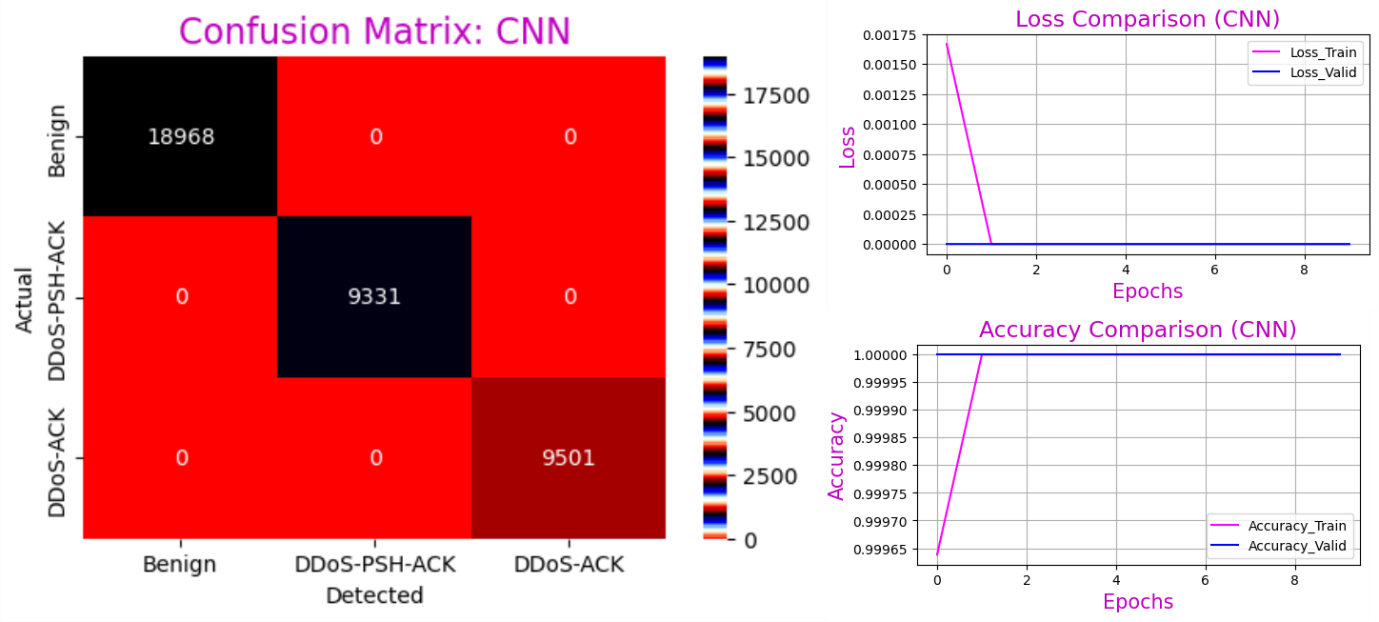 Confusion Matrix: CNN
Actual
Benign
DDoS-PSH-ACK
DDoS-ACK
18968 0 0
0 9331 0
0 0 9501
Benign DDoS-PSH-ACK DDoS-ACK
Detected
17500
15000
12500
10000
7500
5000
2500
0
Loss Comparison (CNN)
Loss
0.00175
0.00150
0.00125
0.00100
0.00075
0.00050
0.00025
0.00000
Loss_Train
Loss_Valid
0 2 4 6 8
Epochs
Accuracy Comparison (CNN)
Accuracy
1.00000
0.99995
0.99990
0.99985
0.99980
0.99975
0.99970
0.99965
Accuracy_Train
Accuracy_Valid
0 2 4 6 8
Epochs